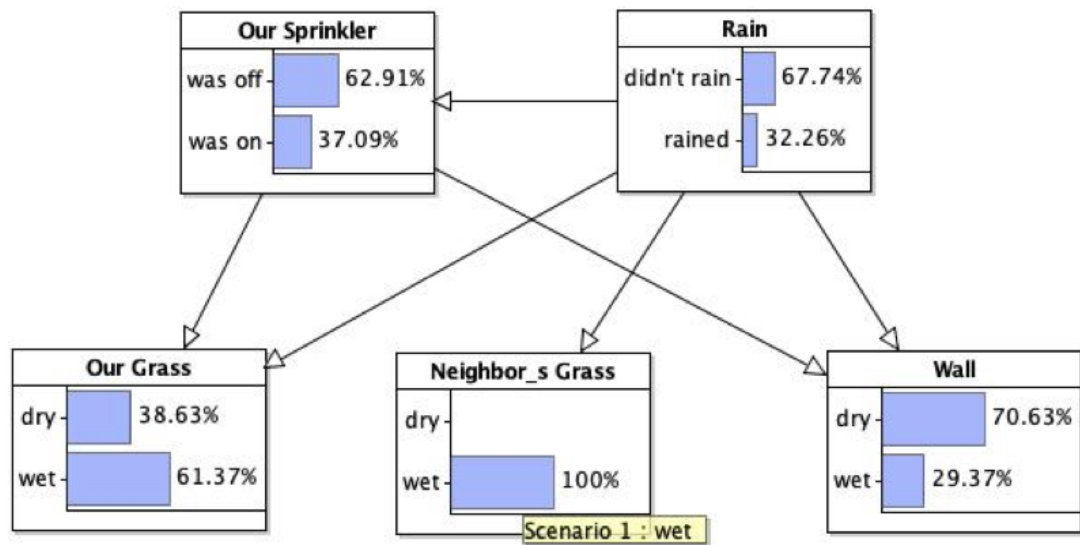 Our Sprinkler
was off
62.91%
was on
37.09%
Rain
didn't rain
67.74%
rained
32.26%
Our Grass
dry
38.63%
wet
61.37%
Neighbor_s Grass
dry
wet
100%
Scenario 1 : wet
Wall
dry
70.63%
wet
29.37%